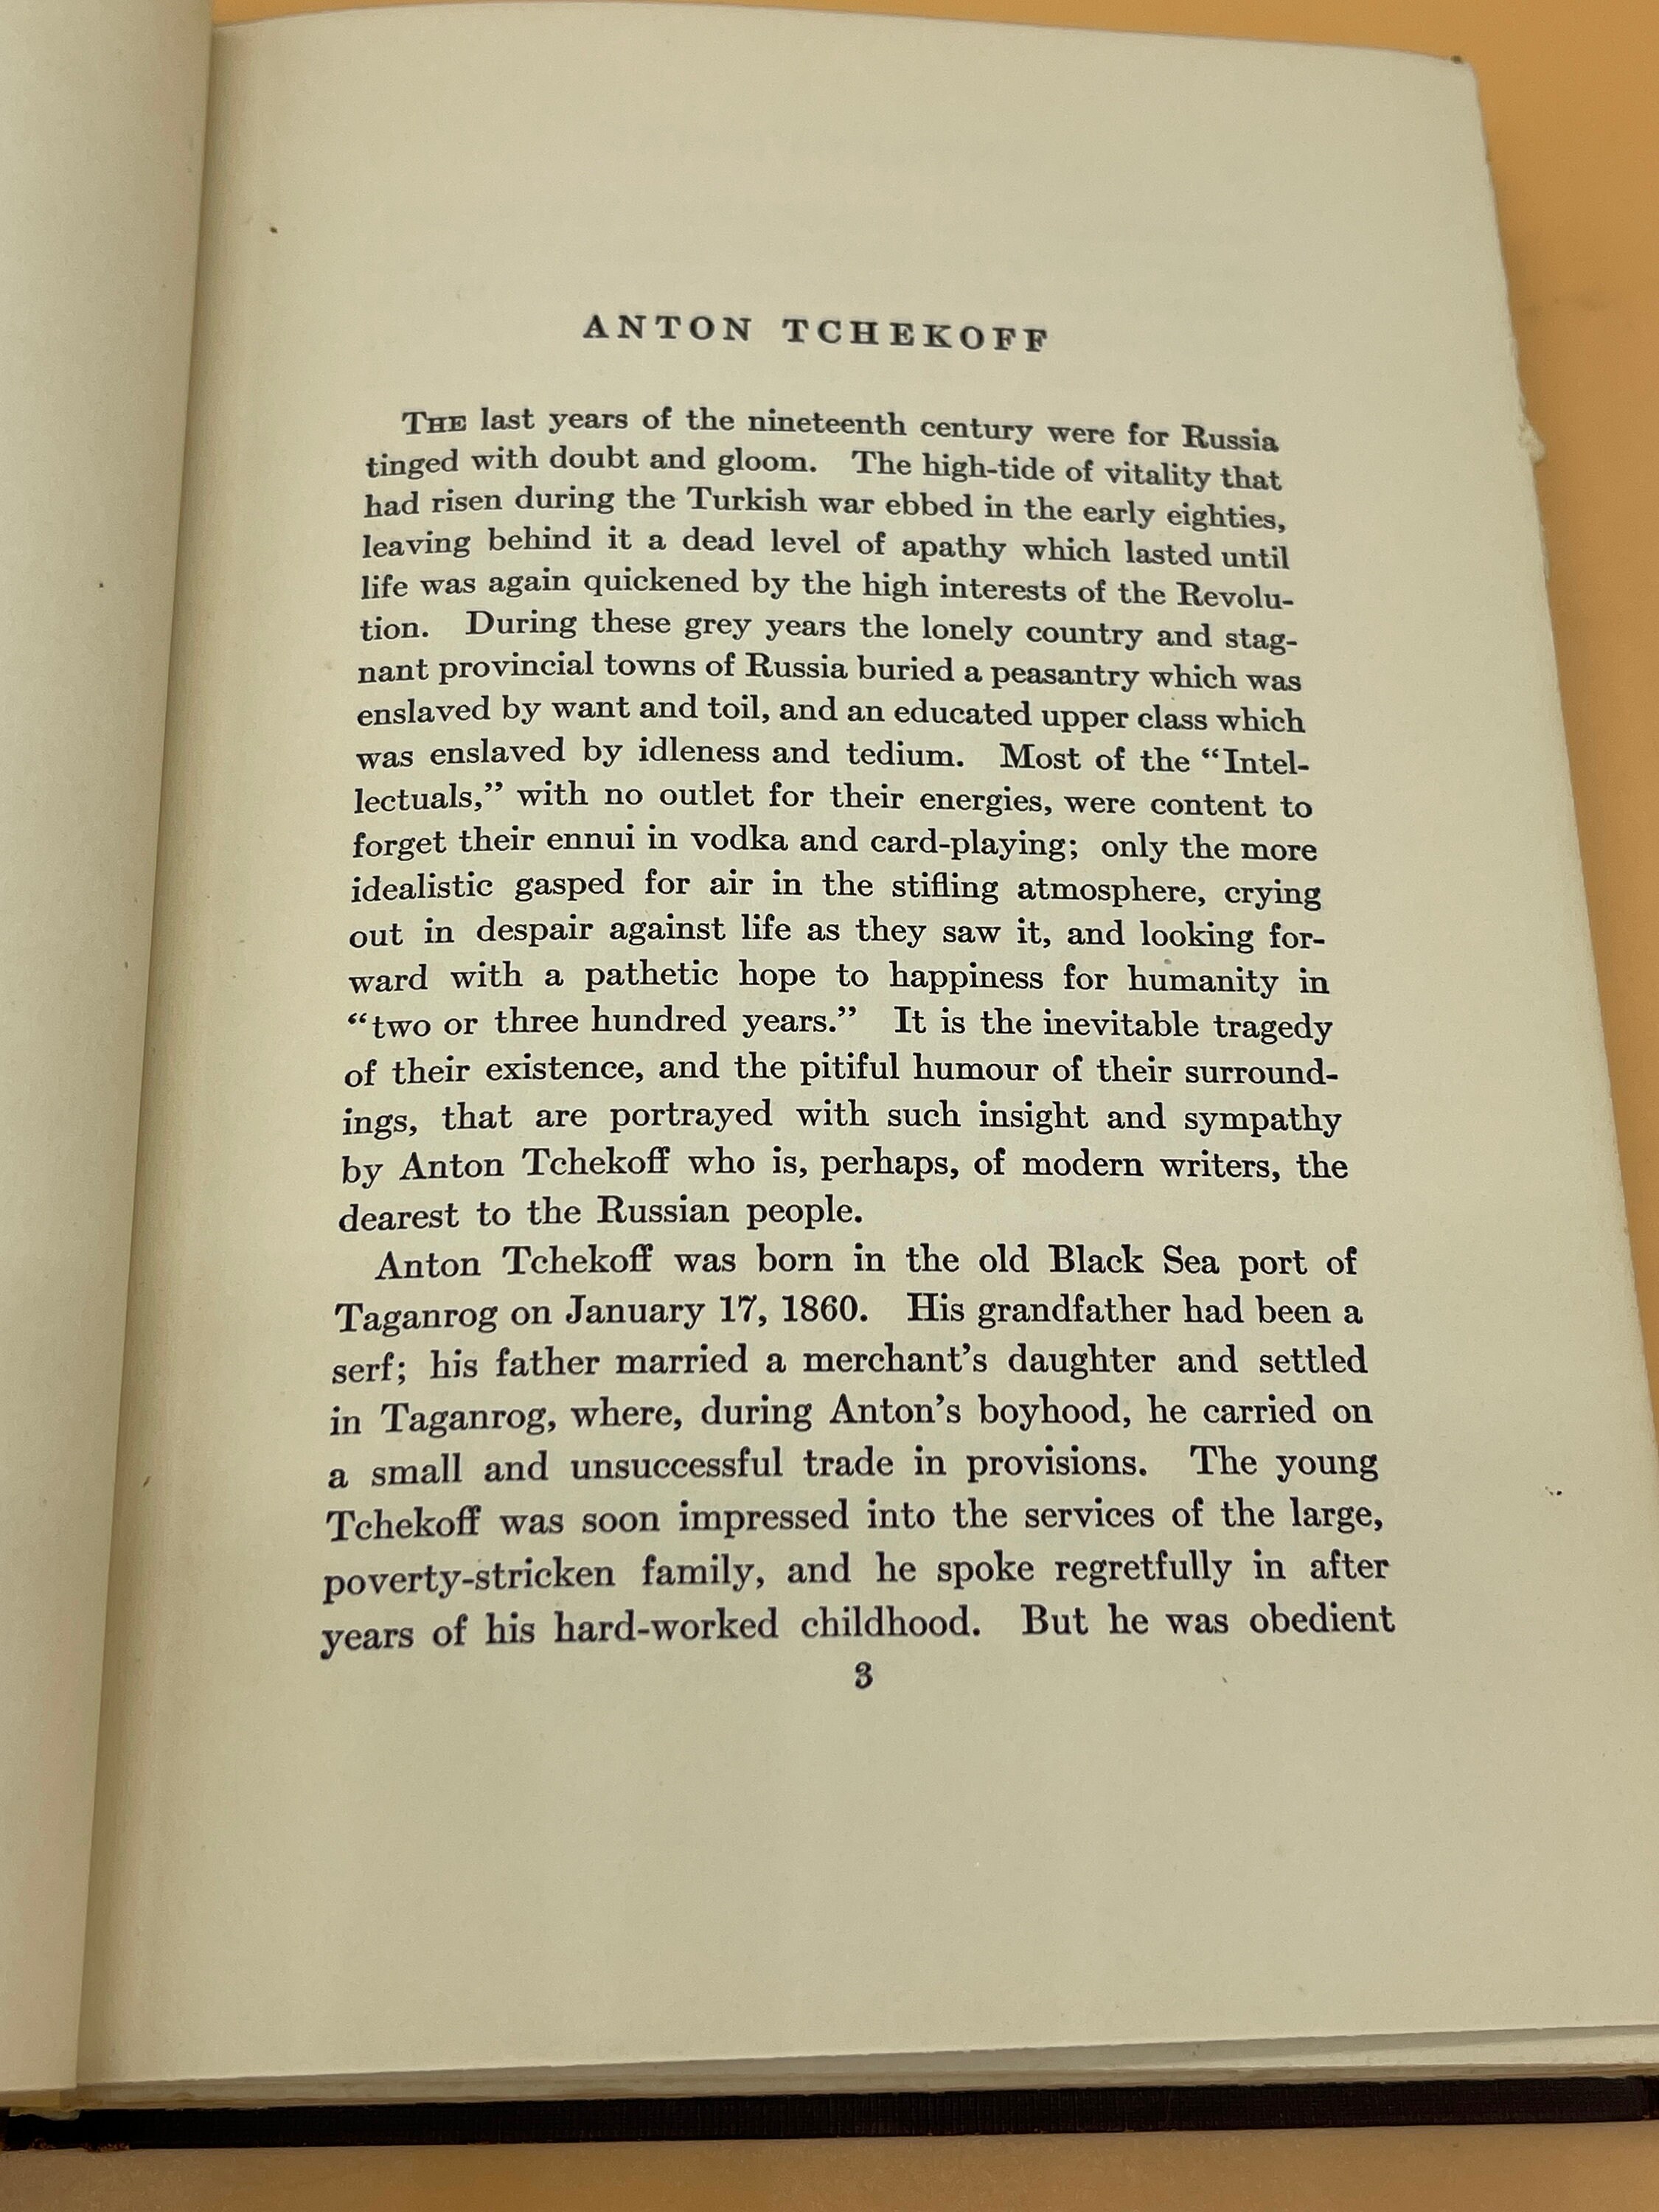 ANTON TCHEKOFF
THE last years of the nineteenth century were for Russia
tinged with doubt and gloom. The high-tide of vitality that
had risen during the Turkish war ebbed in the early eighties,
leaving behind it a dead level of apathy which lasted until
life was again quickened by the high interests of the Revolu-
tion. During these grey years the lonely country and stag-
nant provincial towns of Russia buried a peasantry which was
enslaved by want and toil, and an educated upper class which
was enslaved by idleness and tedium. Most of the “Intel-
lectuals,” with no outlet for their energies, were content to
forget their ennui in vodka and card-playing; only the more
idealistic gasped for air in the stifling atmosphere, crying
out in despair against life as they saw it, and looking for-
ward with a pathetic hope to happiness for humanity in
“two or three hundred years.” It is the inevitable tragedy
of their existence, and the pitiful humour of their surround-
ings, that are portrayed with such insight and sympathy
by Anton Tchekoff who is, perhaps, of modern writers, the
dearest to the Russian people.
Anton Tchekoff was born in the old Black Sea port of
Taganrog on January 17, 1860. His grandfather had been a
serf; his father married a merchant’s daughter and settled
in Taganrog, where, during Anton’s boyhood, he carried on
a small and unsuccessful trade in provisions. The young
Tchekoff was soon impressed into the services of the large,
poverty-stricken family, and he spoke regretfully in after
years of his hard-worked childhood. But he was obedient
3